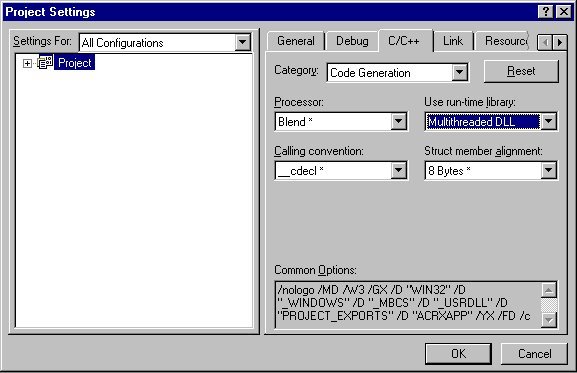 Project Settings
Settings For: All Configurations
Project
General Debug C/C++ Link Resourc
Category: Code Generation Reset
Processor: Use run-time library:
Blend * Multithreaded DLL
Calling convention: Struct member alignment:
__cdecl * 8 Bytes *
Common Options:
/nologo /MD /W3 /GX /D "WIN32" /D
"_WINDOWS" /D "_MBCS" /D "_USRDLL" /D
"PROJECT_EXPORTS" /D "ACRXAPP" /YX /FD /c
OK Cancel